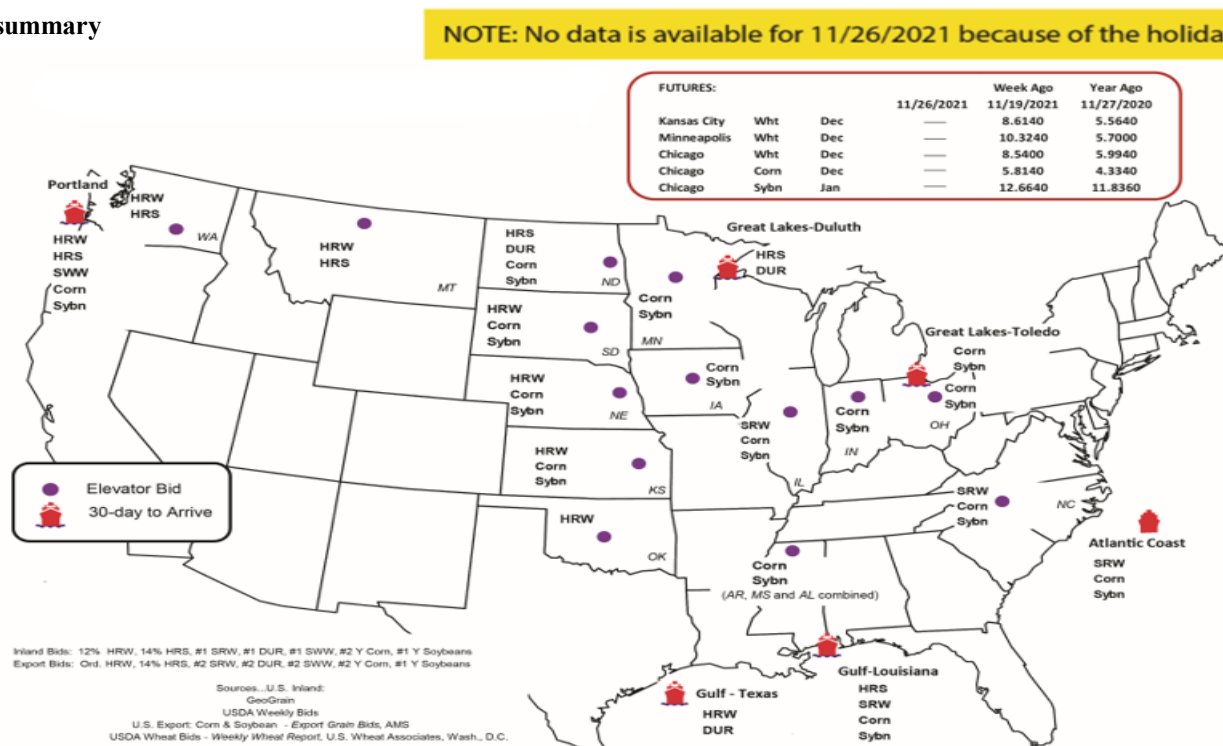 summary
NOTE: No data is available for 11/26/2021 because of the holida
FUTURES: Week Ago Year Ago
11/26/2021 11/19/2021 11/27/2020
Kansas City Wht Dec — 8.6140 5.5640
Minneapolis Wht Dec — 10.3240 5.7000
Chicago Wht Dec — 8.5400 5.9940
Chicago Corn Dec — 5.8140 4.3340
Chicago Sybn Jan — 12.6640 11.8360
Portland
HRW
HRS
SWW
Corn
Sybn
HRW
HRS
WA
HRW
HRS
MT
HRS
DUR
Corn
Sybn
ND
HRW
Corn
Sybn
SD
HRW
Corn
Sybn
NE
HRW
Corn
Sybn
KS
HRW
OK
Corn
Sybn
MN
Great Lakes-Duluth
HRS
DUR
Corn
Sybn
IA
SRW
Corn
Sybn
IL
Corn
Sybn
IN
Great Lakes-Toledo
Corn
Sybn
Corn
Sybn
OH
SRW
Corn
Sybn
NC
Atlantic Coast
SRW
Corn
Sybn
Corn
Sybn
(AR, MS and AL combined)
Gulf-Louisiana
HRS
SRW
Corn
Sybn
Gulf - Texas
HRW
DUR
Elevator Bid
30-day to Arrive
Inland Bids: 12% HRW, 14% HRS, #1 SRW, #1 DUR, #1 SWW, #2 Y Corn, #1 Y Soybeans
Export Bids: Ord. HRW, 14% HRS, #2 SRW, #2 DUR, #2 SWW, #2 Y Corn, #1 Y Soybeans
Sources...U.S. Inland:
GeoGrain
USDA Weekly Bids
U.S. Export: Corn & Soybean - Export Grain Bids, AMS
USDA Wheat Bids - Weekly Wheat Report, U.S. Wheat Associates, Wash., D.C.